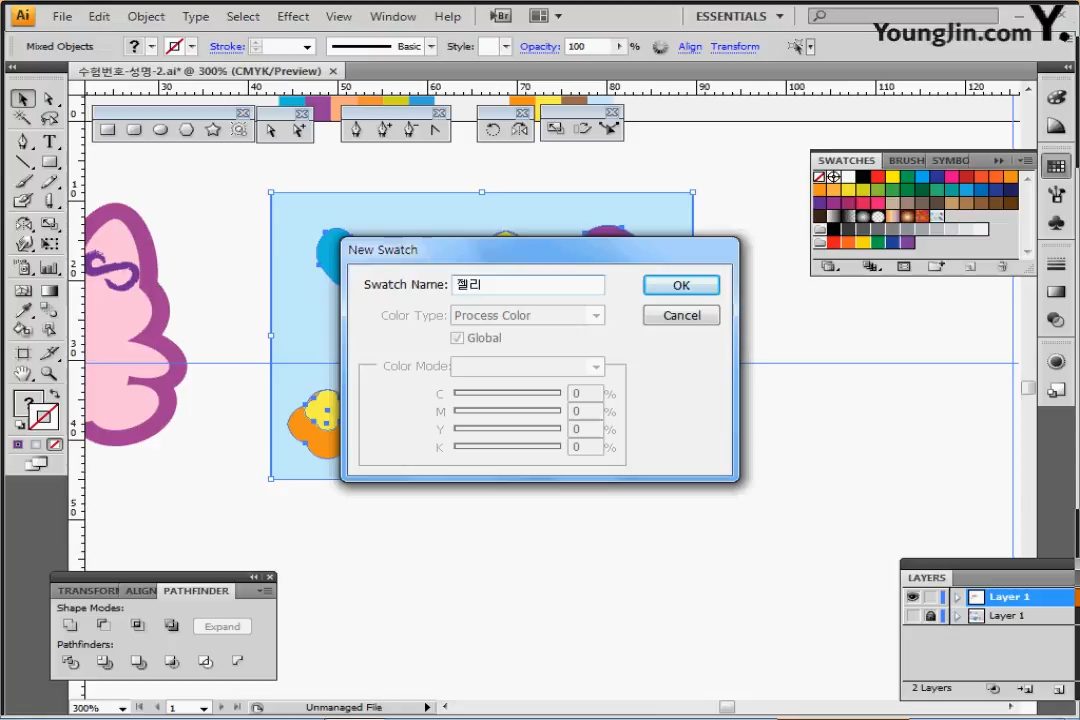 Ai File Edit Object Type Select Effect View Window Help Br ESSENTIALS
YoungJin.com Y.
Mixed Objects ? Stroke: Basic Style: Opacity: 100 % Align Transform
수험번호-성명-2.ai* @ 300% (CMYK/Preview) ×
30 40 50 60 70 80 90 100 110 120
SWATCHES BRUSH SYMBO
New Swatch
Swatch Name: 젤리 OK
Color Type: Process Color Cancel
Global
Color Mode:
C 0 %
M 0 %
Y 0 %
K 0 %
TRANSFORM ALIGN PATHFINDER
Shape Modes:
Expand
Pathfinders:
LAYERS
Layer 1
Layer 1
2 Layers
300% 1 Unmanaged File